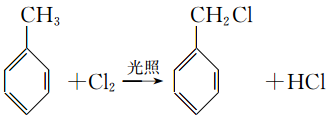 CH₃ CH₂Cl
+Cl₂ 光照 +HCl